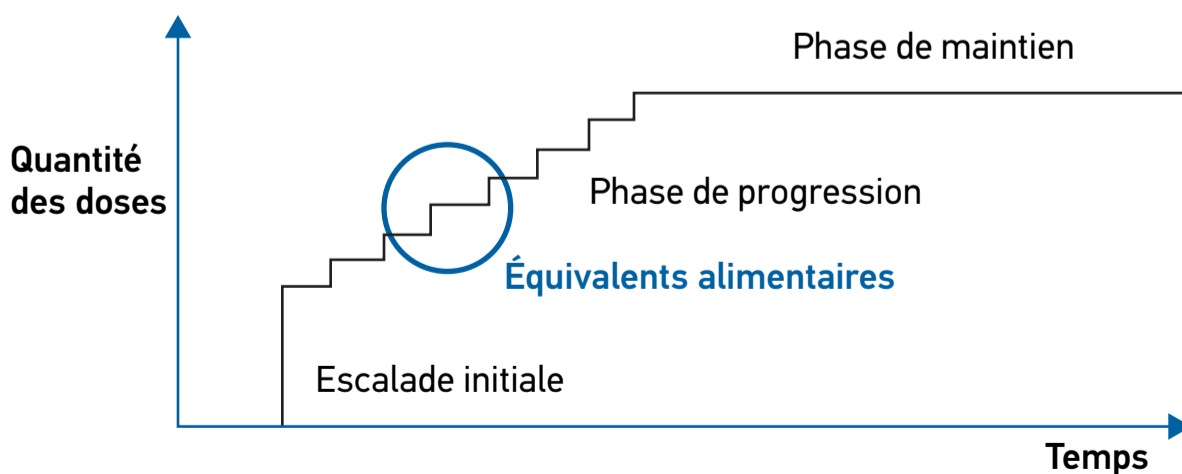 Phase de maintien
Quantité
des doses
Phase de progression
Équivalents alimentaires
Escalade initiale
Temps